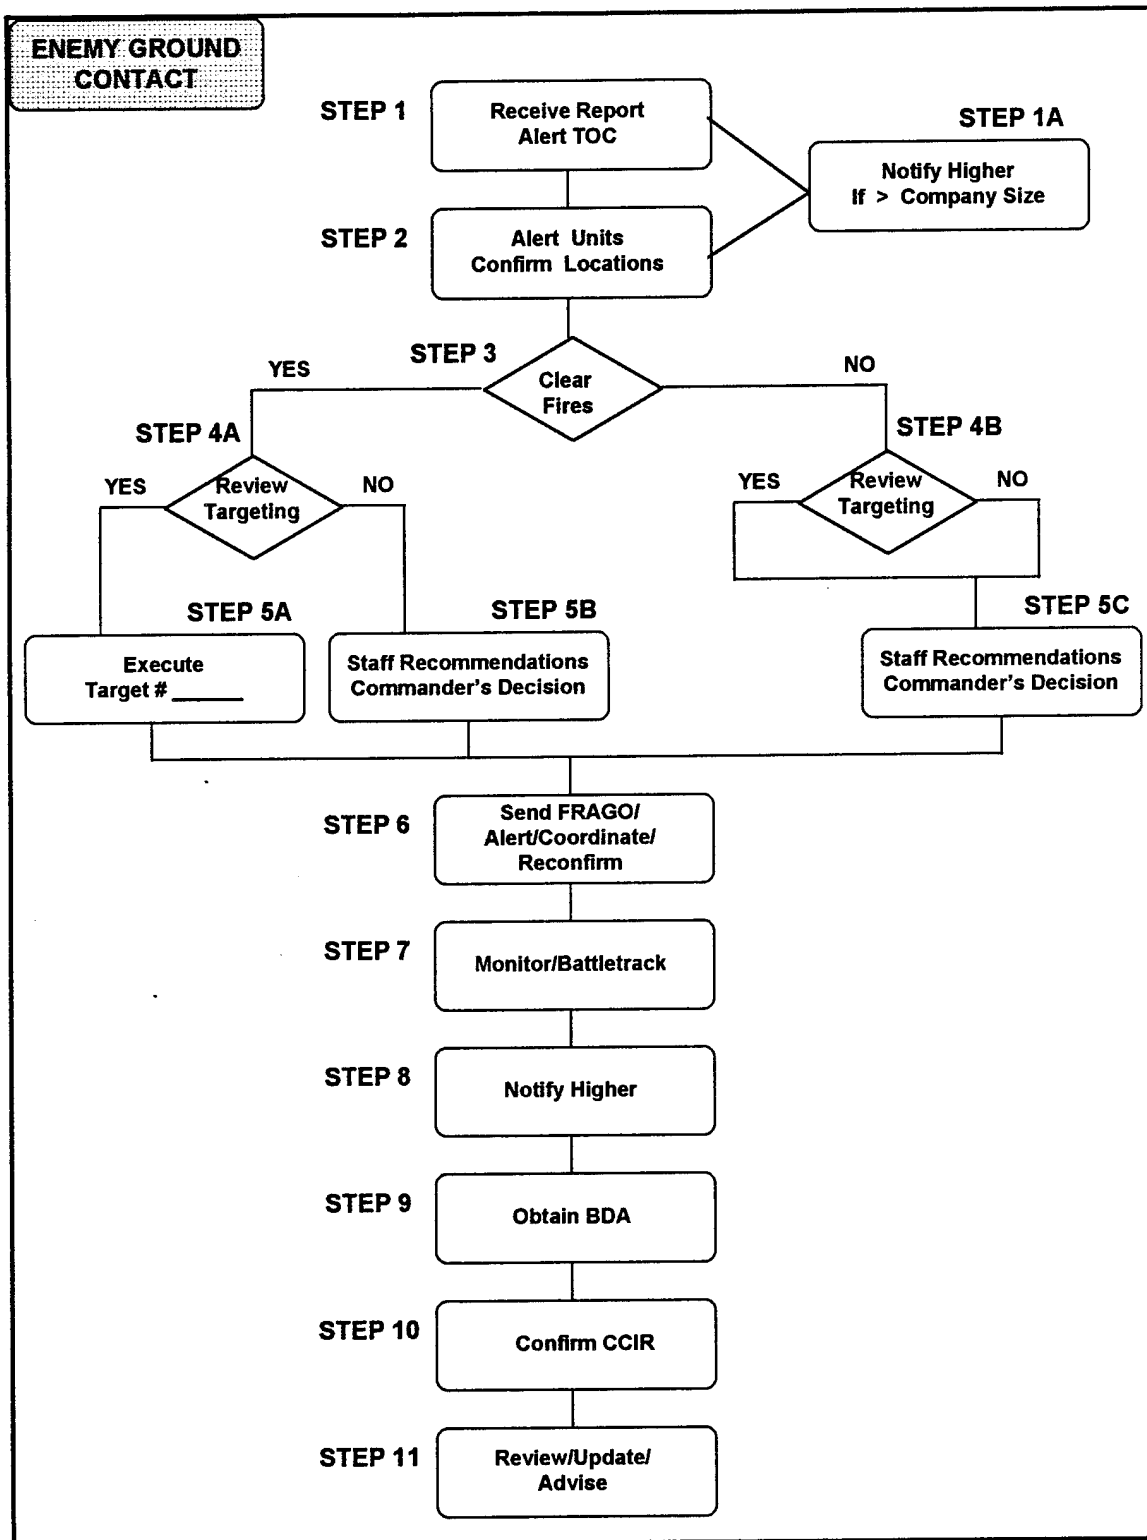 ENEMY GROUND
CONTACT
STEP 1
Receive Report
Alert TOC
STEP 1A
Notify Higher
If > Company Size
STEP 2
Alert Units
Confirm Locations
STEP 3
YES
Clear
Fires
NO
STEP 4A
YES
Review
Targeting
NO
STEP 4B
YES
Review
Targeting
NO
STEP 5A
Execute
Target # ______
STEP 5B
Staff Recommendations
Commander's Decision
STEP 5C
Staff Recommendations
Commander's Decision
STEP 6
Send FRAGO/
Alert/Coordinate/
Reconfirm
STEP 7
Monitor/Battletrack
STEP 8
Notify Higher
STEP 9
Obtain BDA
STEP 10
Confirm CCIR
STEP 11
Review/Update/
Advise